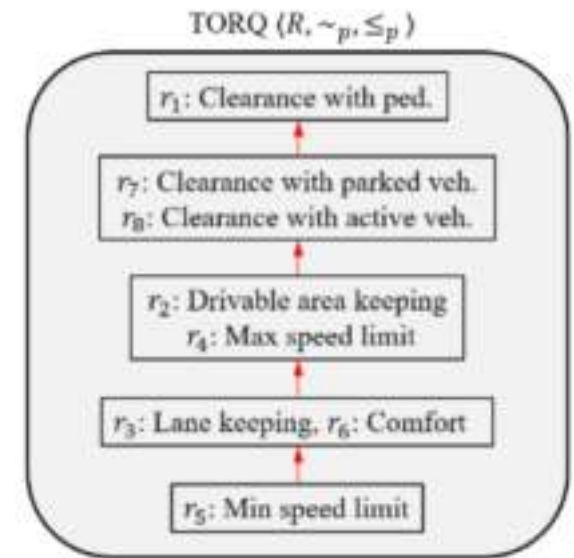 TORQ ⟨R, ~p, ≤p⟩
r₁: Clearance with ped.
r₇: Clearance with parked veh.
r₈: Clearance with active veh.
r₂: Drivable area keeping
r₄: Max speed limit
r₃: Lane keeping, r₆: Comfort
r₅: Min speed limit